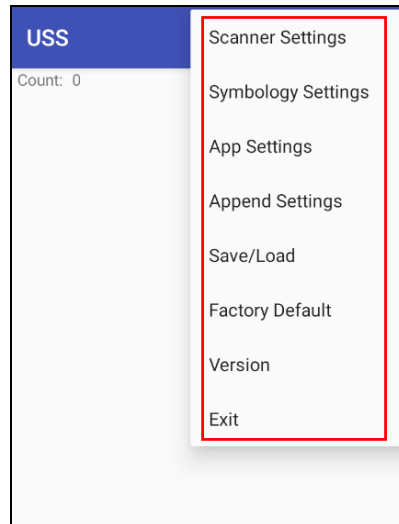 USS
Count: 0
Scanner Settings
Symbology Settings
App Settings
Append Settings
Save/Load
Factory Default
Version
Exit